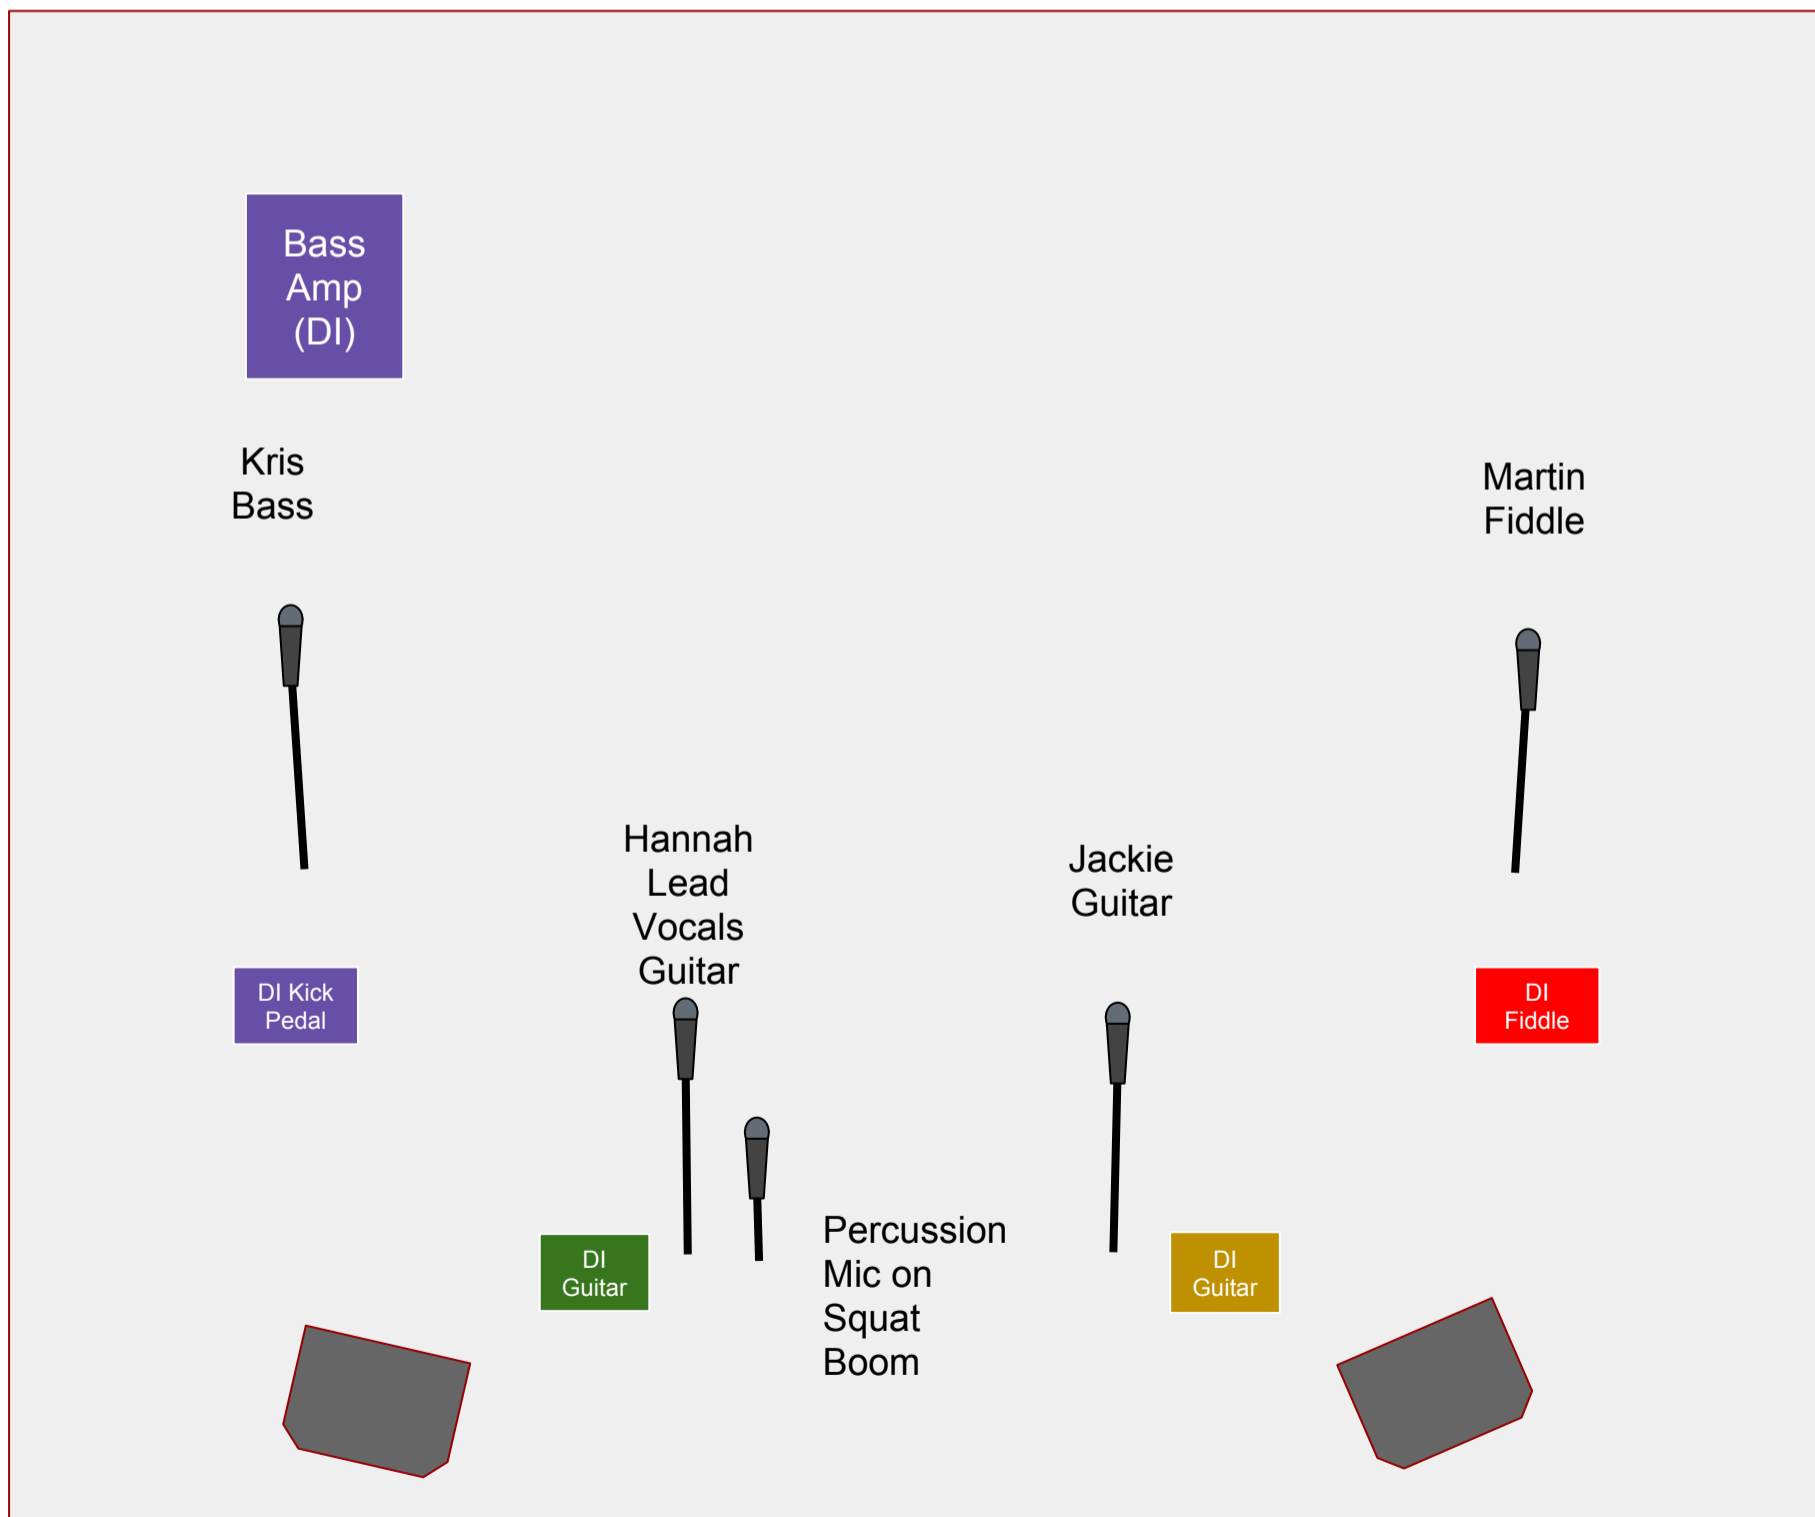 Bass
Amp
(DI)
Kris
Bass
Martin
Fiddle
Hannah
Lead
Vocals
Guitar
Jackie
Guitar
DI Kick
Pedal
DI
Fiddle
Percussion
Mic on
Squat
Boom
DI
Guitar
DI
Guitar